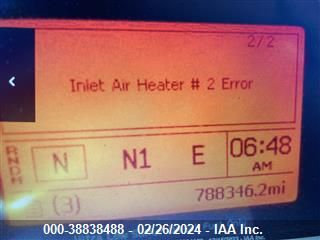 2/2
Inlet Air Heater # 2 Error
RNDM
N N1 E 06:48
AM
(3) 788346.2mi
000-38838488 - 02/26/2024 - IAA Inc.